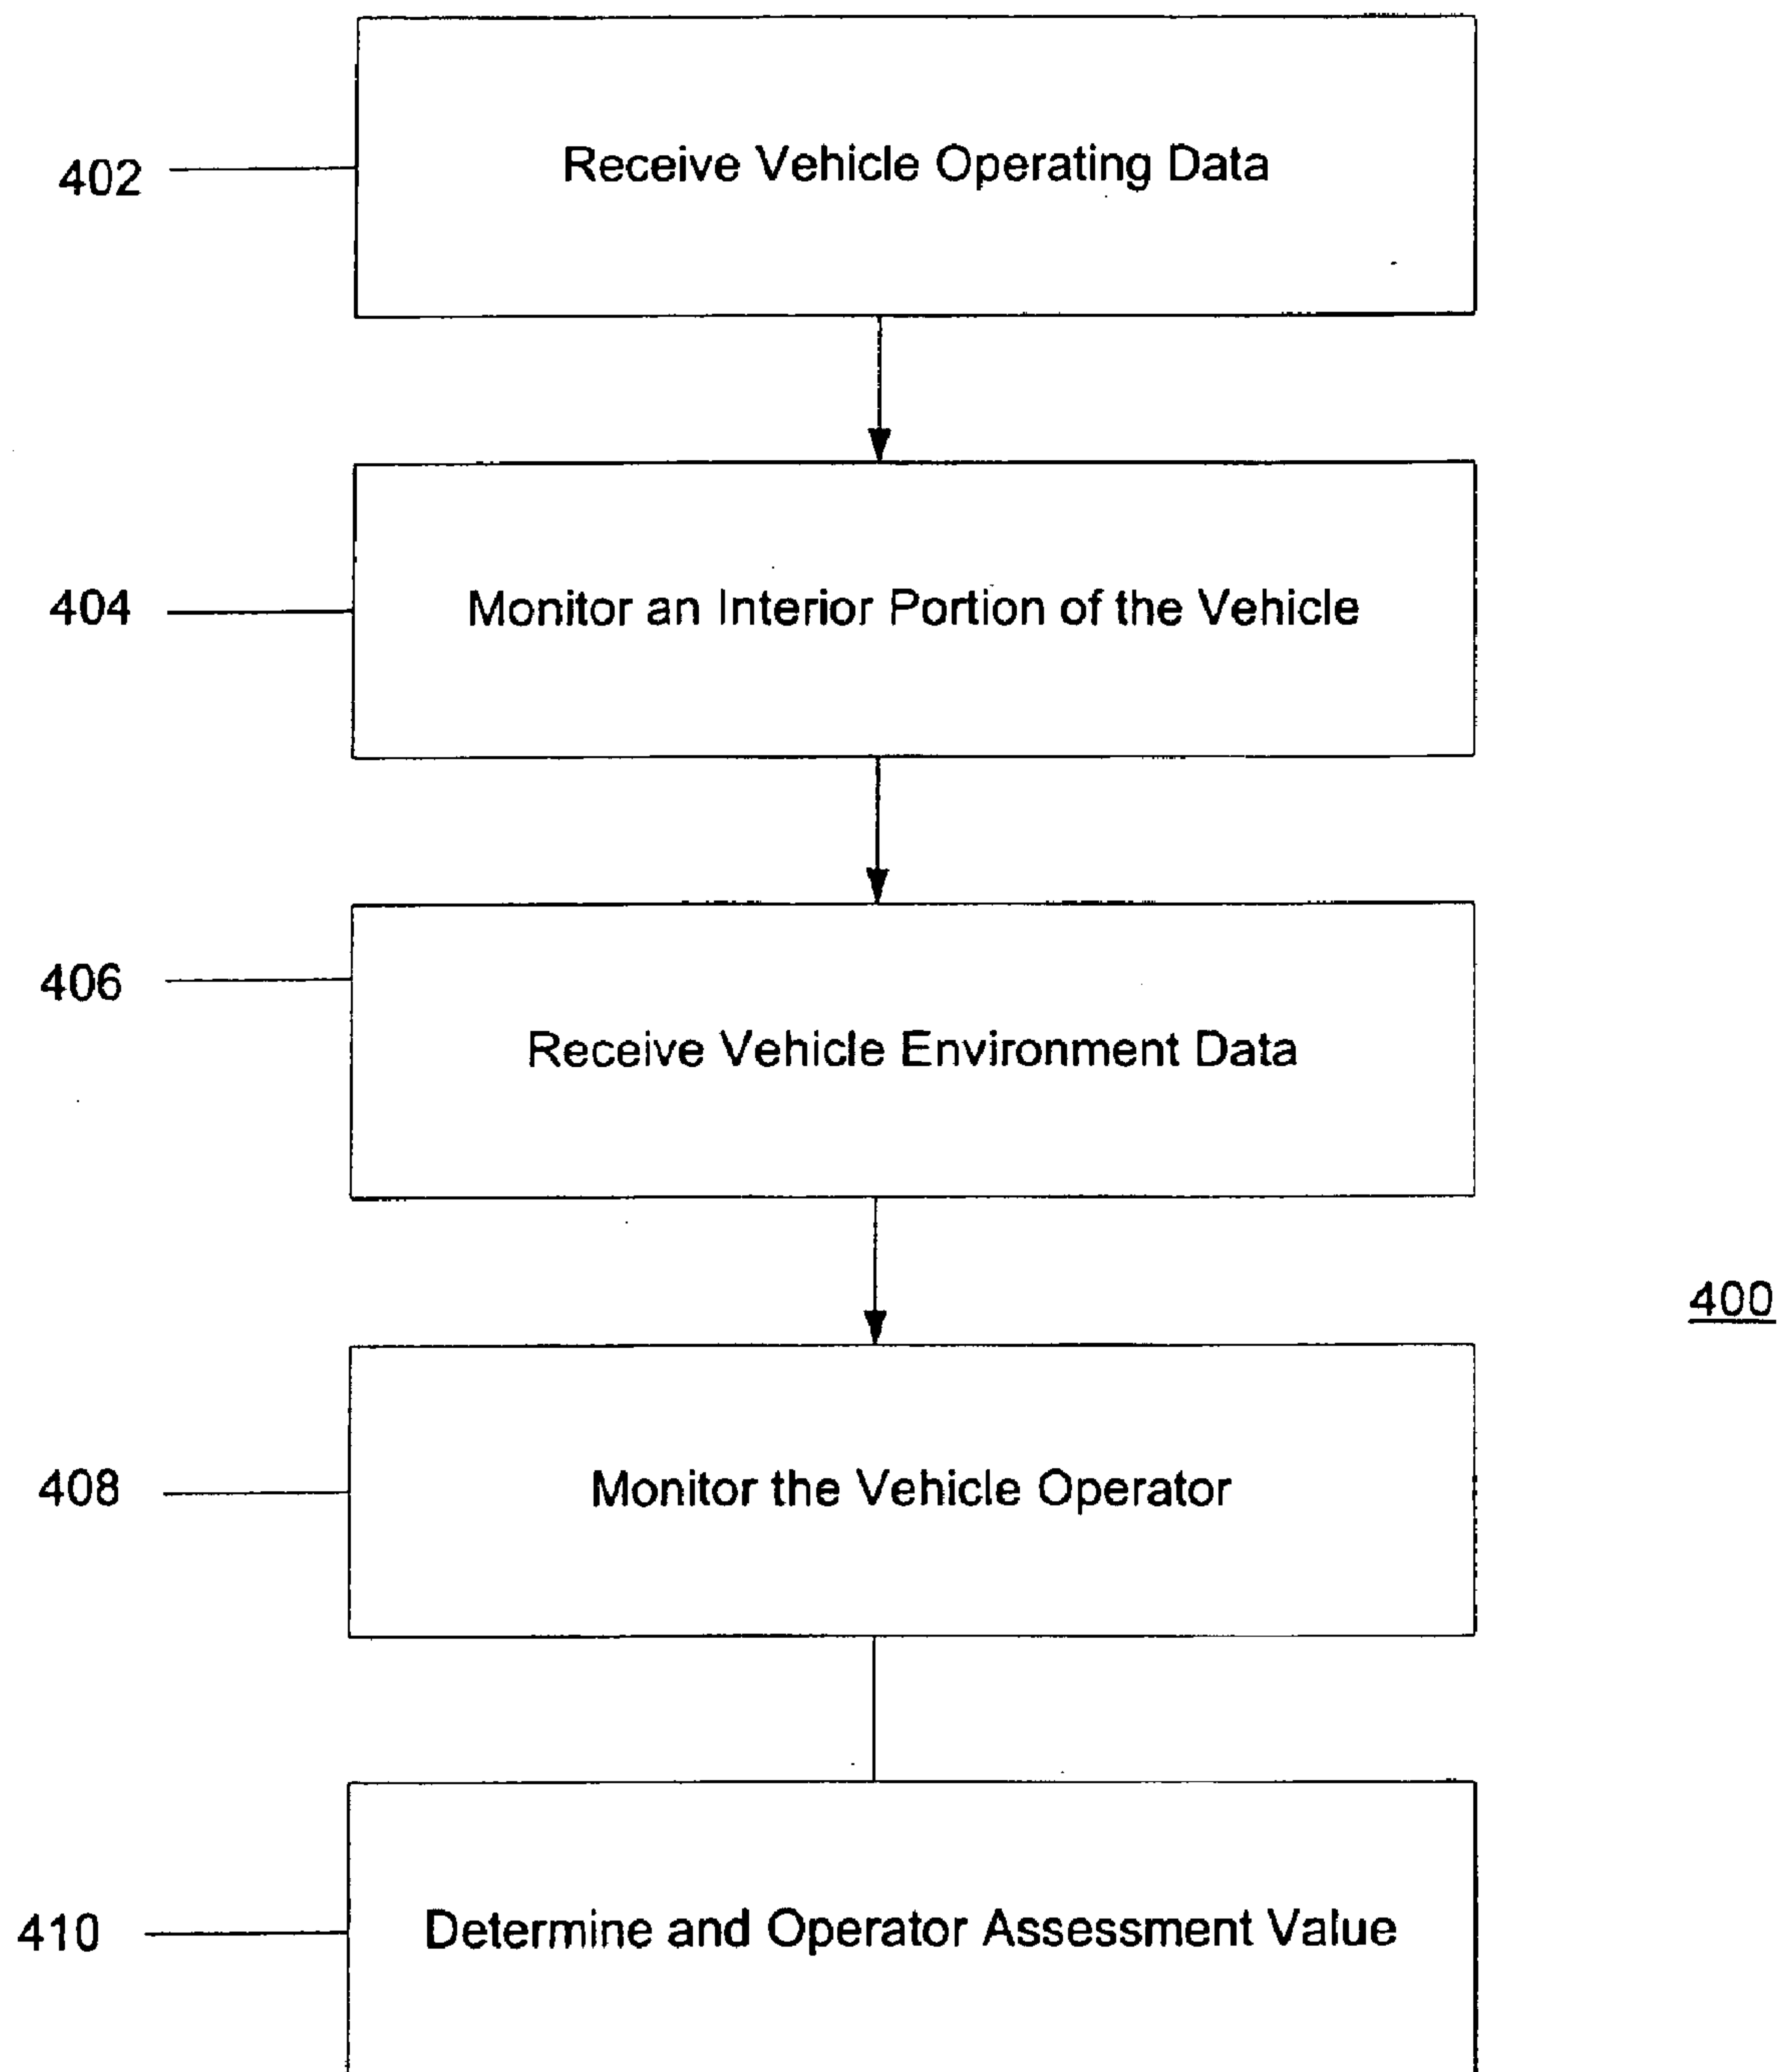 402
Receive Vehicle Operating Data
404
Monitor an Interior Portion of the Vehicle
406
Receive Vehicle Environment Data
400
408
Monitor the Vehicle Operator
410
Determine and Operator Assessment Value